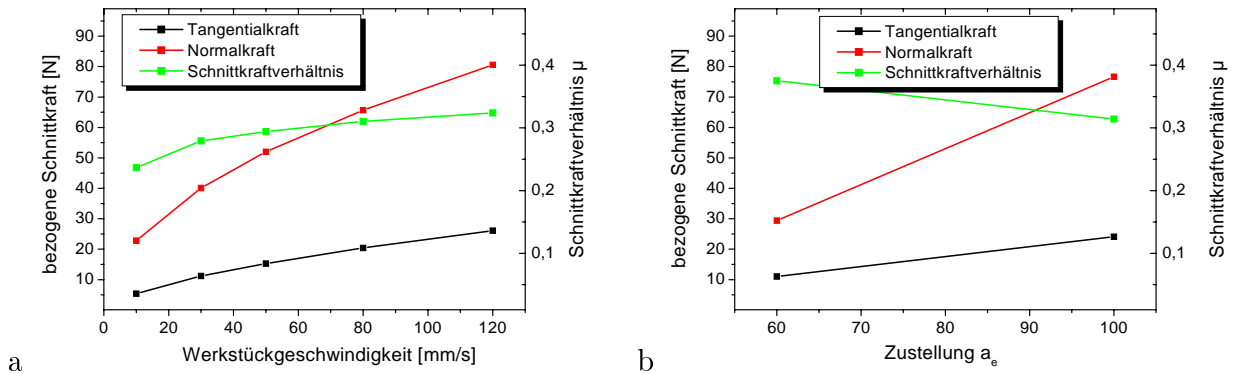 Tangentialkraft
Normalkraft
Schnittkraftverhältnis
bezogene Schnittkraft [N]
90
80
70
60
50
40
30
20
10
0,4
0,3
0,2
0,1
Schnittkraftverhältnis µ
0 20 40 60 80 100 120
Werkstückgeschwindigkeit [mm/s]
a
Tangentialkraft
Normalkraft
Schnittkraftverhältnis
bezogene Schnittkraft [N]
90
80
70
60
50
40
30
20
10
0,4
0,3
0,2
0,1
Schnittkraftverhältnis µ
60 70 80 90 100
Zustellung a_e
b